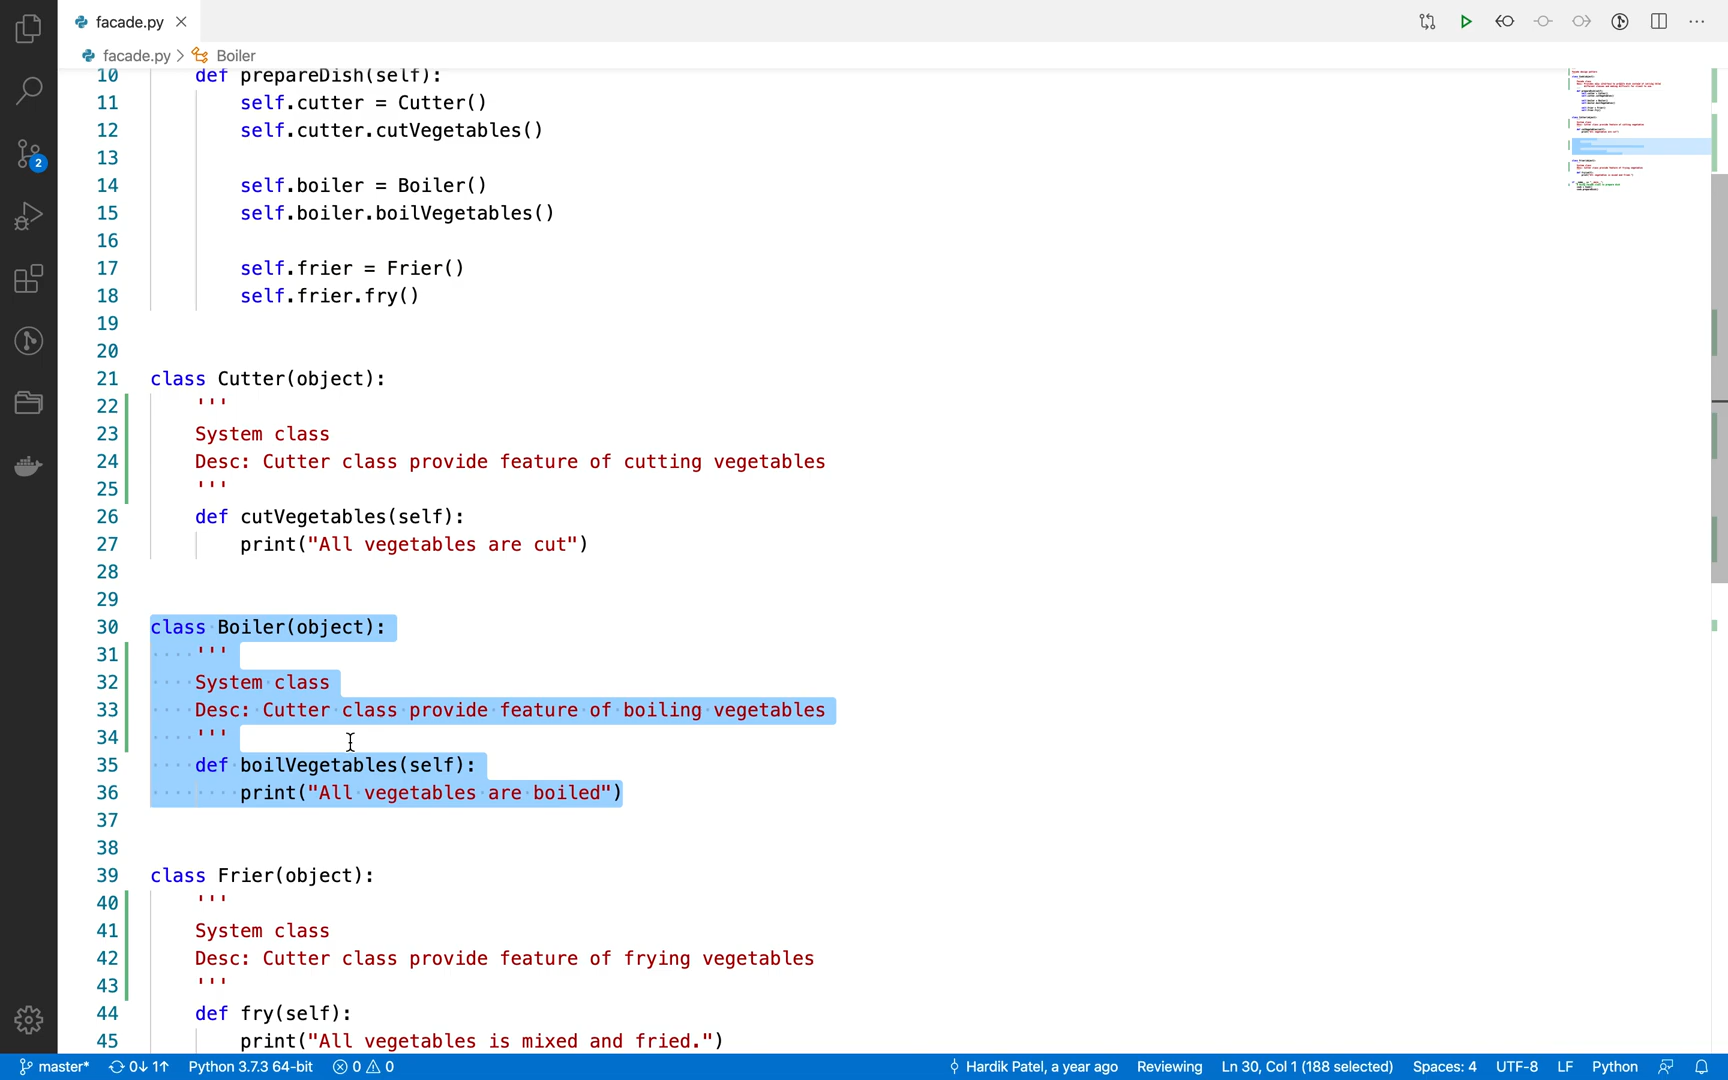 facade.py
facade.py > Boiler
10 def prepareDish(self):
11 self.cutter = Cutter()
12 self.cutter.cutVegetables()
13
14 self.boiler = Boiler()
15 self.boiler.boilVegetables()
16
17 self.frier = Frier()
18 self.frier.fry()
19
20
21 class Cutter(object):
22 '''
23 System class
24 Desc: Cutter class provide feature of cutting vegetables
25 '''
26 def cutVegetables(self):
27 print("All vegetables are cut")
28
29
30 class Boiler(object):
31 '''
32 System class
33 Desc: Cutter class provide feature of boiling vegetables
34 '''
35 def boilVegetables(self):
36 print("All vegetables are boiled")
37
38
39 class Frier(object):
40 '''
41 System class
42 Desc: Cutter class provide feature of frying vegetables
43 '''
44 def fry(self):
45 print("All vegetables is mixed and fried.")
2
master* 0↓ 1↑ Python 3.7.3 64-bit 0 0 Hardik Patel, a year ago Reviewing Ln 30, Col 1 (188 selected) Spaces: 4 UTF-8 LF Python